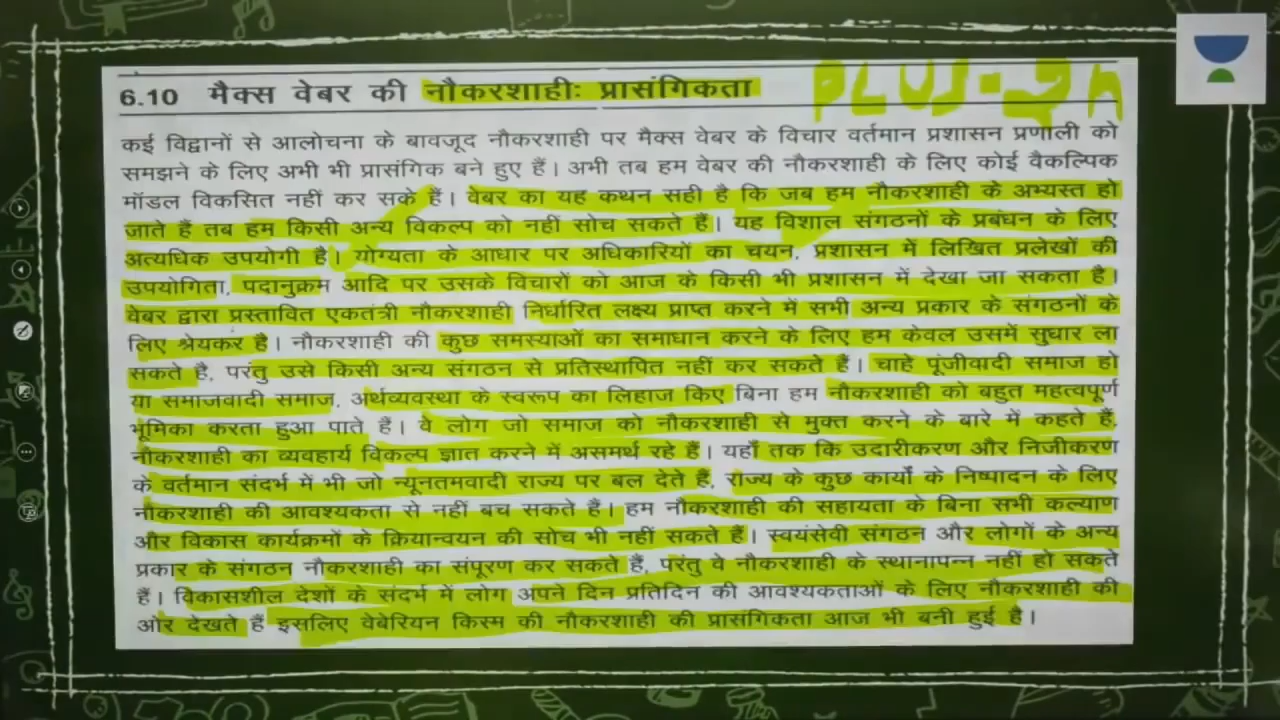 6.10 मैक्स वेबर की नौकरशाहीः प्रासंगिकता
PLUS-
कई विद्वानों से आलोचना के बावजूद नौकरशाही पर मैक्स वेबर के विचार वर्तमान प्रशासन प्रणाली को
समझने के लिए अभी भी प्रासंगिक बने हुए हैं। अभी तब हम वेबर की नौकरशाही के लिए कोई वैकल्पिक
मॉडल विकसित नहीं कर सके हैं। वेबर का यह कथन सही है कि जब हम नौकरशाही के अभ्यस्त हो
जाते हैं तब हम किसी अन्य विकल्प को नहीं सोच सकते हैं। यह विशाल संगठनों के प्रबंधन के लिए
अत्यधिक उपयोगी है। योग्यता के आधार पर अधिकारियों का चयन, प्रशासन में लिखित प्रलेखों की
उपयोगिता, पदानुक्रम आदि पर उसके विचारों को आज के किसी भी प्रशासन में देखा जा सकता है।
वेबर द्वारा प्रस्तावित एकतंत्री नौकरशाही निर्धारित लक्ष्य प्राप्त करने में सभी अन्य प्रकार के संगठनों के
लिए श्रेयकर है। नौकरशाही की कुछ समस्याओं का समाधान करने के लिए हम केवल उसमें सुधार ला
सकते है, परंतु उसे किसी अन्य संगठन से प्रतिस्थापित नहीं कर सकते हैं। चाहे पूंजीवादी समाज हो
या समाजवादी समाज, अर्थव्यवस्था के स्वरूप का लिहाज किए बिना हम नौकरशाही को बहुत महत्वपूर्ण
भूमिका करता हुआ पाते हैं। वे लोग जो समाज को नौकरशाही से मुक्त करने के बारे में कहते हैं,
नौकरशाही का व्यवहार्य विकल्प ज्ञात करने में असमर्थ रहे हैं। यहाँ तक कि उदारीकरण और निजीकरण
के वर्तमान संदर्भ में भी जो न्यूनतमवादी राज्य पर बल देते है, राज्य के कुछ कार्यों के निष्पादन के लिए
नौकरशाही की आवश्यकता से नहीं बच सकते हैं। हम नौकरशाही की सहायता के बिना सभी कल्याण
और विकास कार्यक्रमों के क्रियान्वयन की सोच भी नहीं सकते हैं। स्वयंसेवी संगठन और लोगों के अन्य
प्रकार के संगठन नौकरशाही का संपूरण कर सकते हैं, परंतु वे नौकरशाही के स्थानापन्न नहीं हो सकते
हैं। विकासशील देशों के संदर्भ में लोग अपने दिन प्रतिदिन की आवश्यकताओं के लिए नौकरशाही की
ओर देखते हैं इसलिए वेबेरियन किस्म की नौकरशाही की प्रासंगिकता आज भी बनी हुई है।